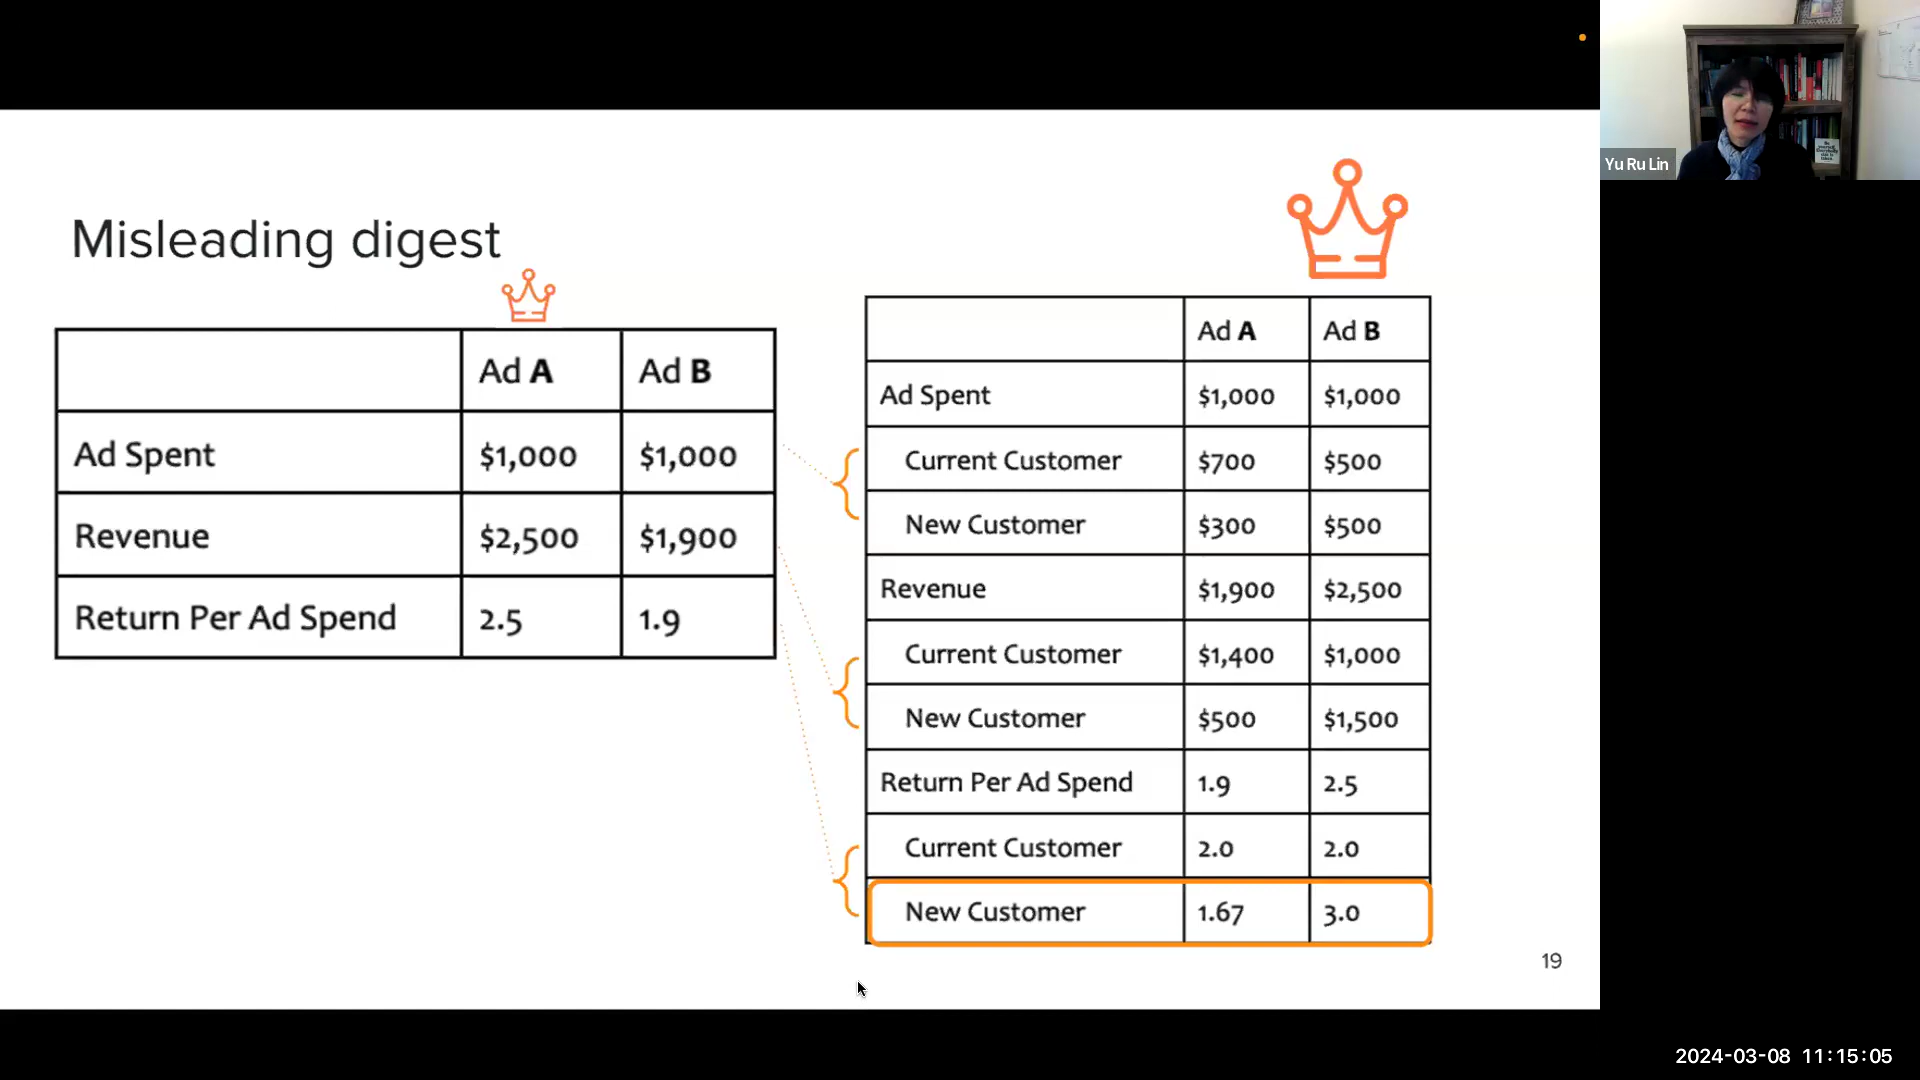 Yu Ru Lin
Misleading digest
Ad A Ad B
Ad Spent $1,000 $1,000
Revenue $2,500 $1,900
Return Per Ad Spend 2.5 1.9
Ad A Ad B
Ad Spent $1,000 $1,000
Current Customer $700 $500
New Customer $300 $500
Revenue $1,900 $2,500
Current Customer $1,400 $1,000
New Customer $500 $1,500
Return Per Ad Spend 1.9 2.5
Current Customer 2.0 2.0
New Customer 1.67 3.0
19
2024-03-08 11:15:05